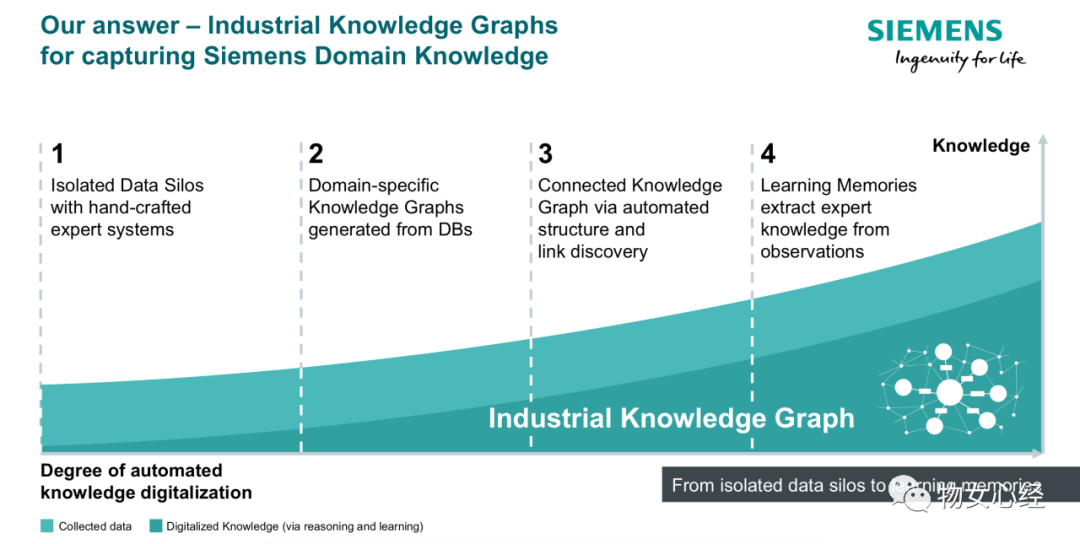 Our answer – Industrial Knowledge Graphs
for capturing Siemens Domain Knowledge
SIEMENS
Ingenuity for life
1
Isolated Data Silos
with hand-crafted
expert systems
2
Domain-specific
Knowledge Graphs
generated from DBs
3
Connected Knowledge
Graph via automated
structure and
link discovery
4
Learning Memories
extract expert
knowledge from
observations
Knowledge
Industrial Knowledge Graph
Degree of automated
knowledge digitalization
From isolated data silos to learning memories
物女心经
Collected data
Digitalized Knowledge (via reasoning and learning)